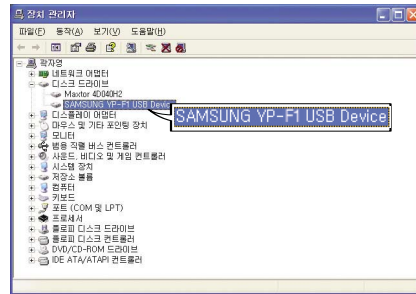 장치 관리자
파일(F) 동작(A) 보기(V) 도움말(H)
곽자영
네트워크 어댑터
디스크 드라이브
Maxtor 4D040H2
SAMSUNG YP-F1 USB Device
SAMSUNG YP-F1 USB Device
디스플레이 어댑터
마우스 및 기타 포인팅 장치
모니터
범용 직렬 버스 컨트롤러
사운드, 비디오 및 게임 컨트롤러
시스템 장치
저장소 볼륨
컴퓨터
키보드
포트 (COM 및 LPT)
프로세서
플로피 디스크 드라이브
플로피 디스크 컨트롤러
DVD/CD-ROM 드라이브
IDE ATA/ATAPI 컨트롤러